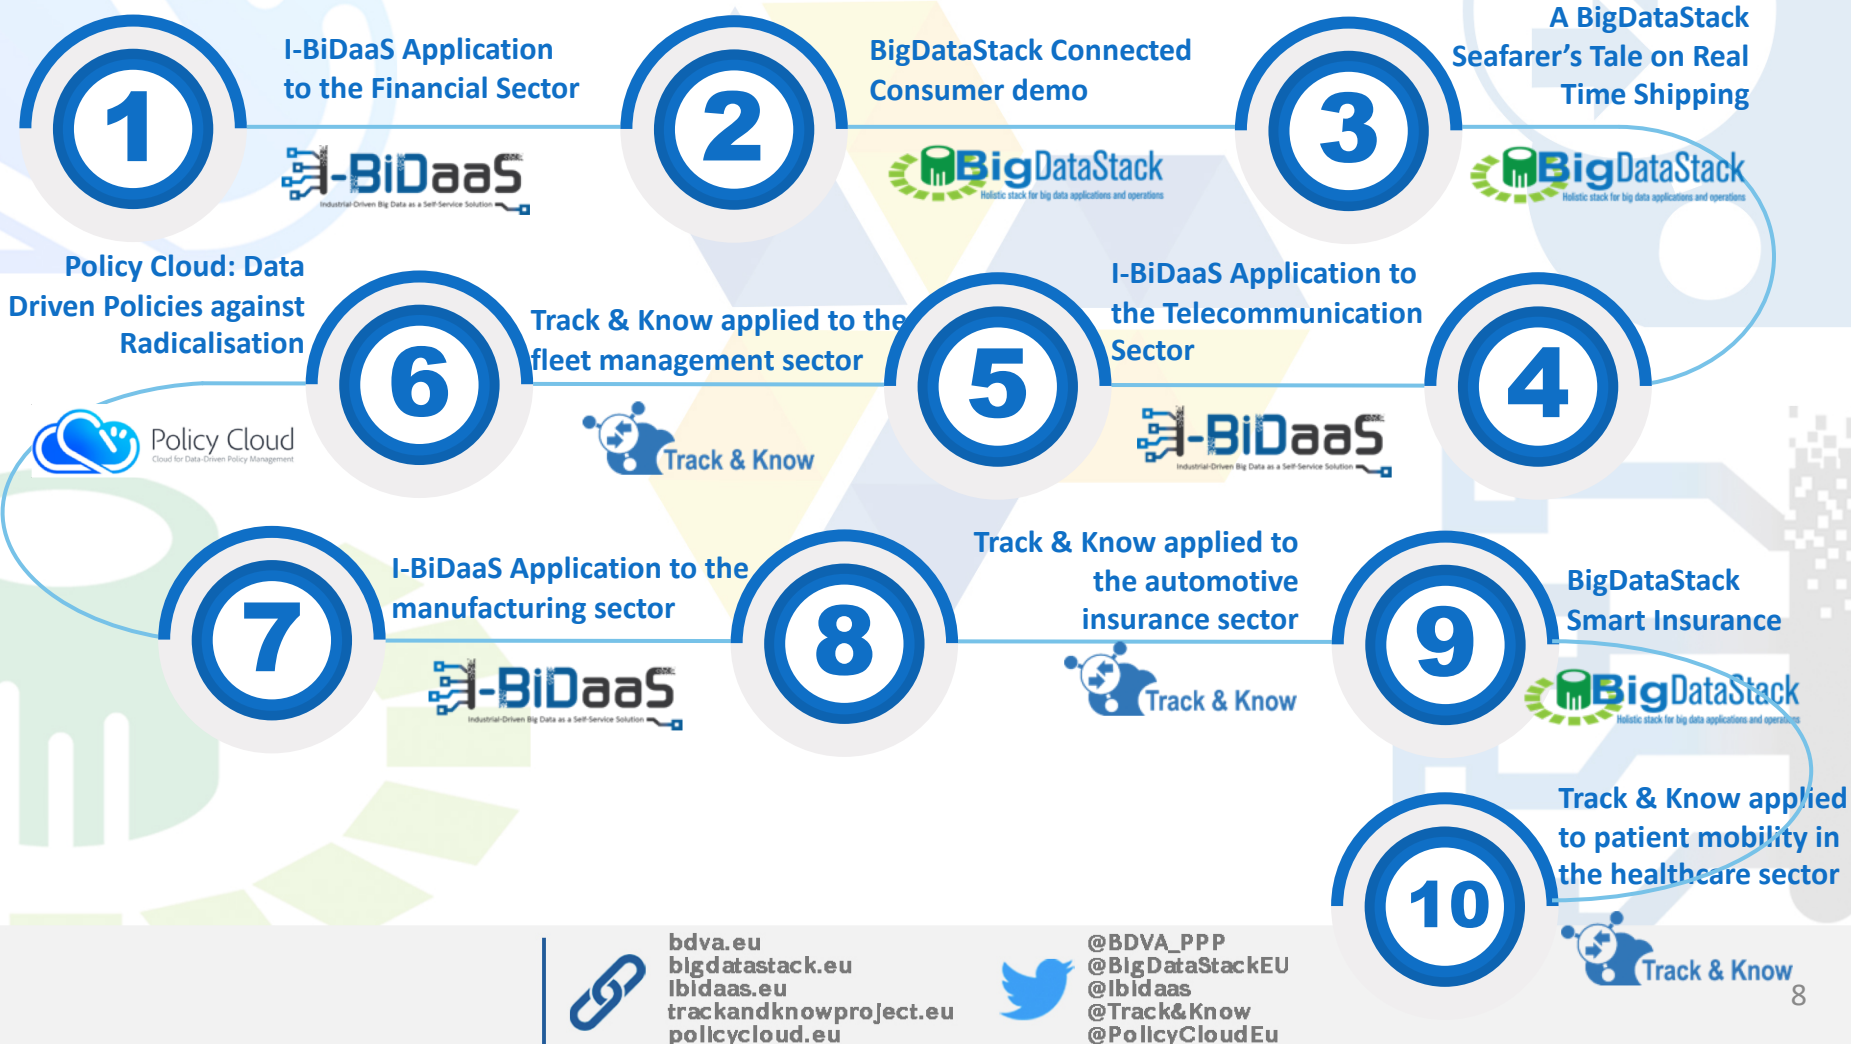 1
I-BiDaaS Application
to the Financial Sector
I-BiDaaS
Industrial-Driven Big Data as a Self-Service Solution
2
BigDataStack Connected
Consumer demo
BigDataStack
Holistic stack for big data applications and operations
3
A BigDataStack
Seafarer's Tale on Real
Time Shipping
BigDataStack
Holistic stack for big data applications and operations
4
I-BiDaaS Application to
the Telecommunication
Sector
I-BiDaaS
Industrial-Driven Big Data as a Self-Service Solution
5
Track & Know applied to the
fleet management sector
Track & Know
6
Policy Cloud: Data
Driven Policies against
Radicalisation
Policy Cloud
Cloud for Data-Driven Policy Management
7
I-BiDaaS Application to the
manufacturing sector
I-BiDaaS
Industrial-Driven Big Data as a Self-Service Solution
8
Track & Know applied to
the automotive
insurance sector
Track & Know
9
BigDataStack
Smart Insurance
BigDataStack
Holistic stack for big data applications and operations
10
Track & Know applied
to patient mobility in
the healthcare sector
Track & Know
bdva.eu
bigdatastack.eu
ibidaas.eu
trackandknowproject.eu
policycloud.eu
@BDVA_PPP
@BigDataStackEU
@Ibidaas
@Track&Know
@PolicyCloudEu
8